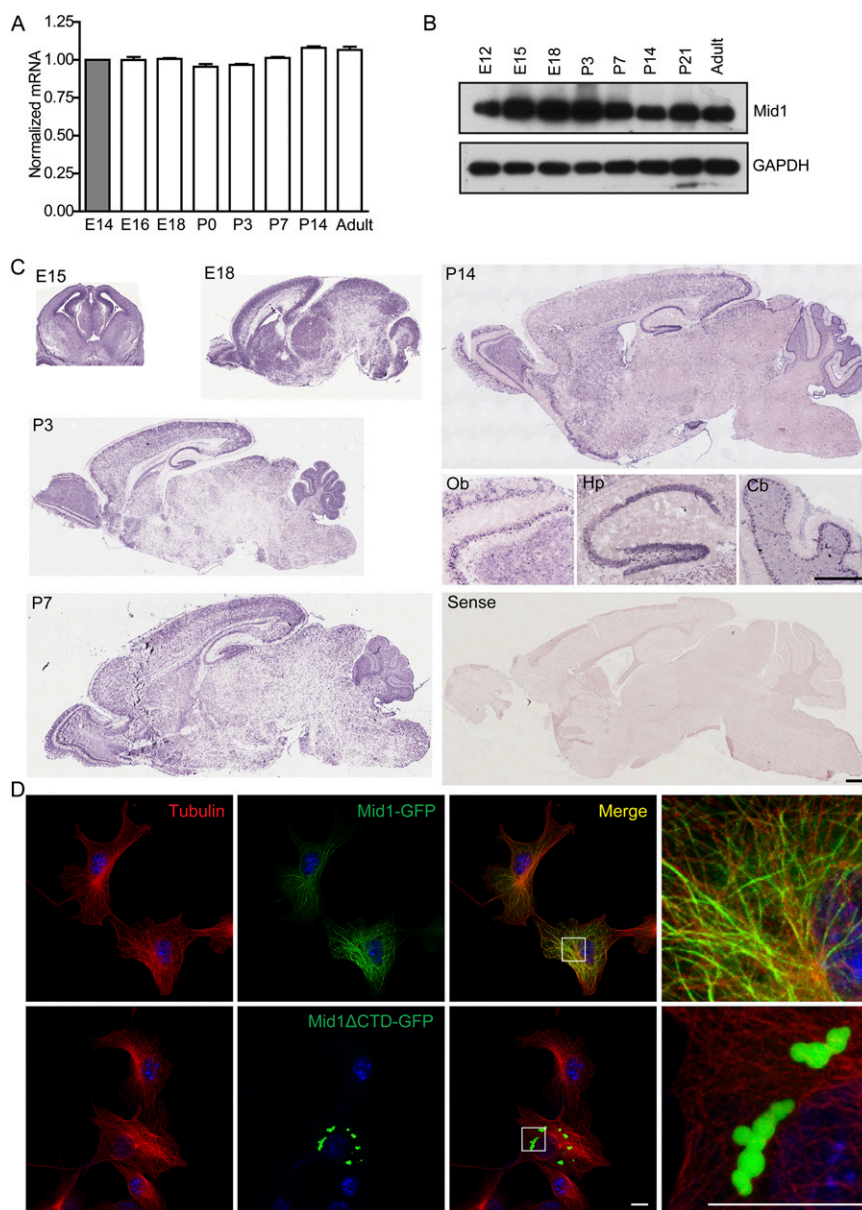 A
Normalized mRNA
1.25
1.00
0.75
0.50
0.25
0.00
E14 E16 E18 P0 P3 P7 P14 Adult
B
E12 E15 E18 P3 P7 P14 P21 Adult
Mid1
GAPDH
C
E15
E18
P14
P3
Ob
Hp
Cb
P7
Sense
D
Tubulin
Mid1-GFP
Merge
Mid1ΔCTD-GFP